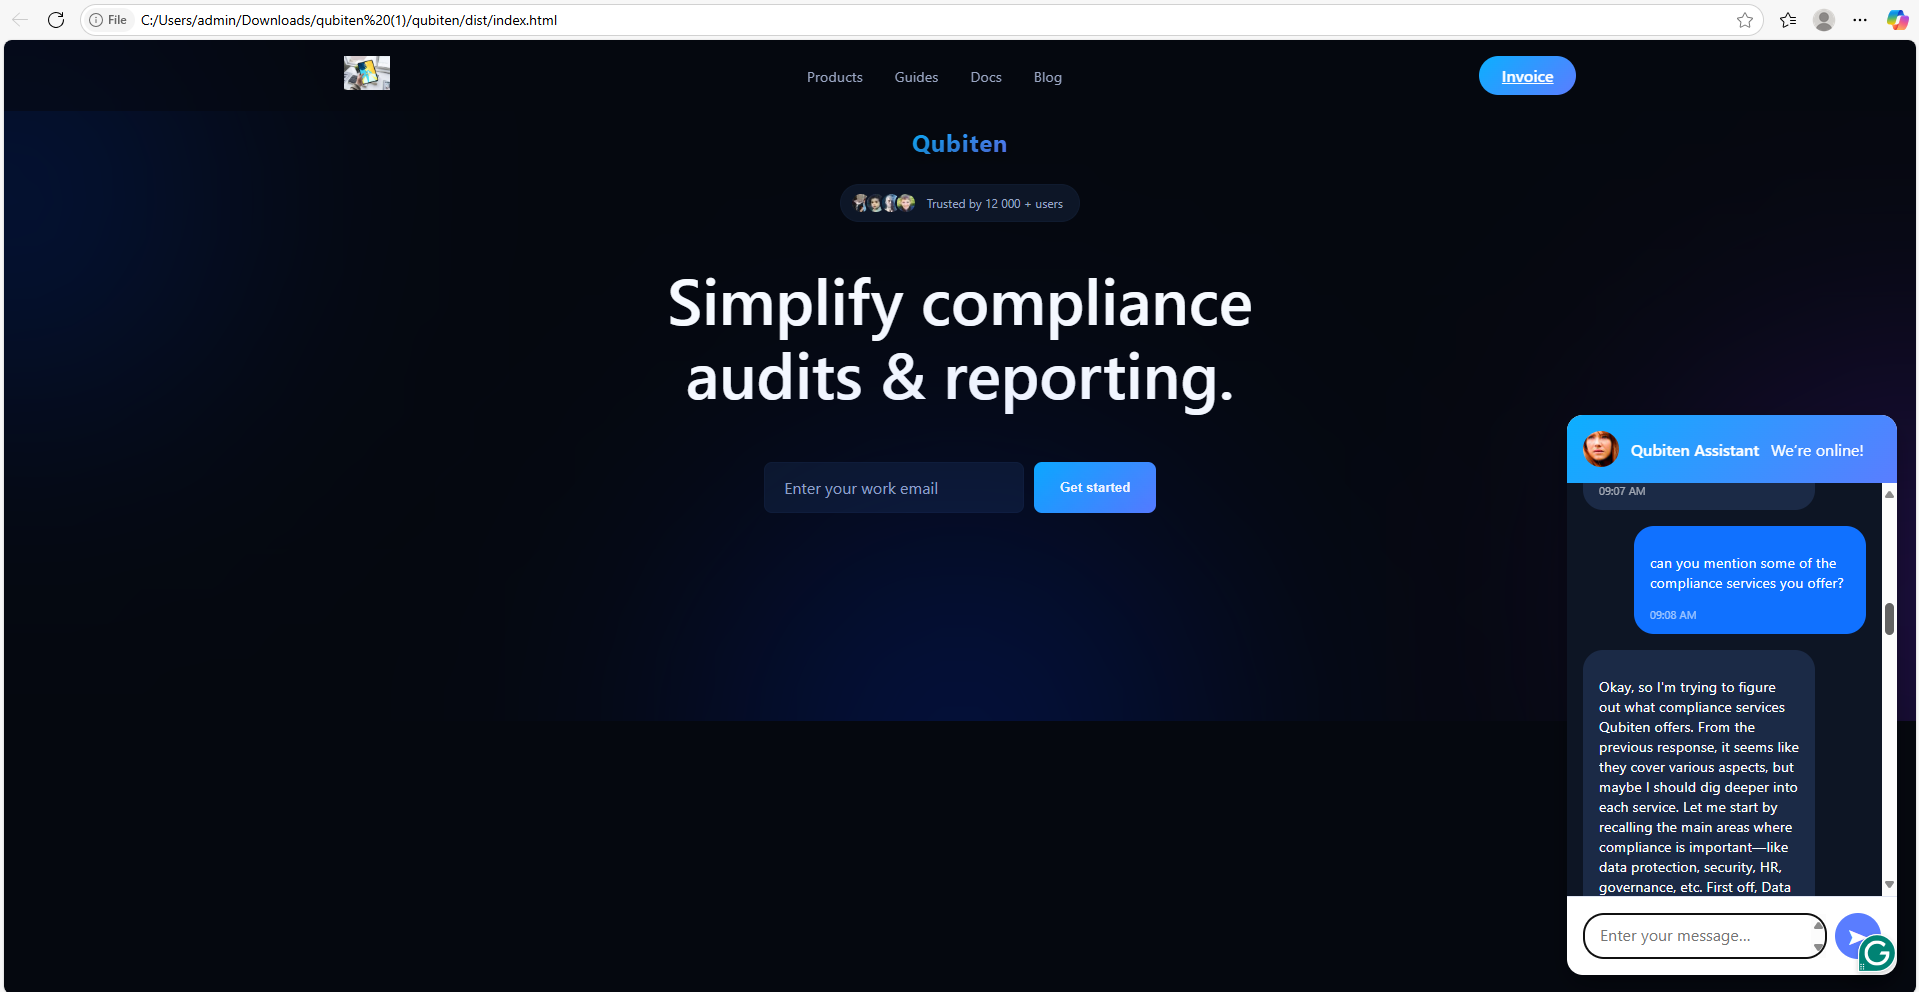 File C:/Users/admin/Downloads/qubiten%20(1)/qubiten/dist/index.html
Products Guides Docs Blog
Invoice
Qubiten
Trusted by 12 000 + users
Simplify compliance
audits & reporting.
Enter your work email
Get started
Qubiten Assistant We’re online!
09:07 AM
can you mention some of the
compliance services you offer?
09:08 AM
Okay, so I'm trying to figure
out what compliance services
Qubiten offers. From the
previous response, it seems like
they cover various aspects, but
maybe I should dig deeper into
each service. Let me start by
recalling the main areas where
compliance is important—like
data protection, security, HR,
governance, etc. First off, Data
Enter your message...